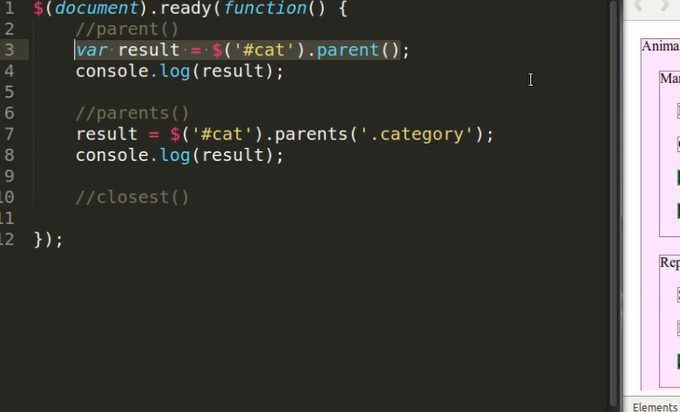 1 $(document).ready(function() {
2 //parent()
3 var result = $('#cat').parent();
4 console.log(result);
5
6 //parents()
7 result = $('#cat').parents('.category');
8 console.log(result);
9
10 //closest()
11
12 });
Anima
Ma
Rep
Elements